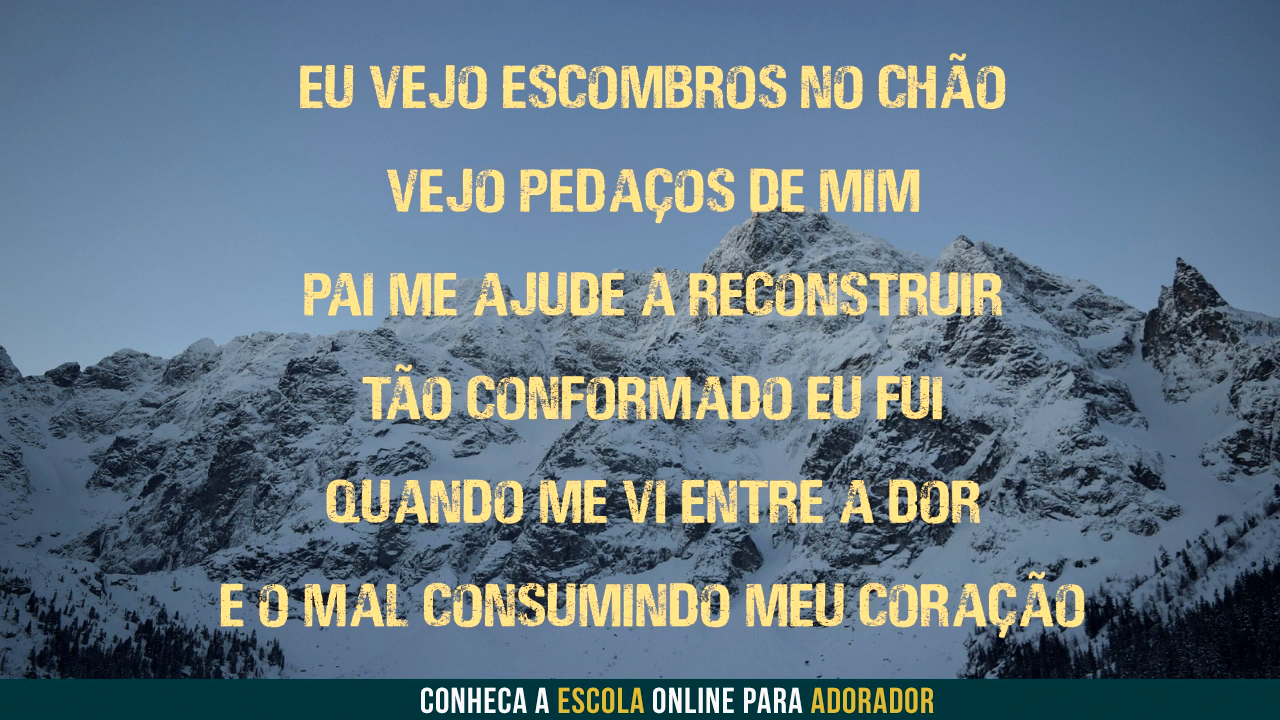 EU VEJO ESCOMBROS NO CHÃO
VEJO PEDAÇOS DE MIM
PAI ME AJUDE A RECONSTRUIR
TÃO CONFORMADO EU FUI
QUANDO ME VI ENTRE A DOR
E O MAL CONSUMINDO MEU CORAÇÃO
CONHECA A ESCOLA ONLINE PARA ADORADOR